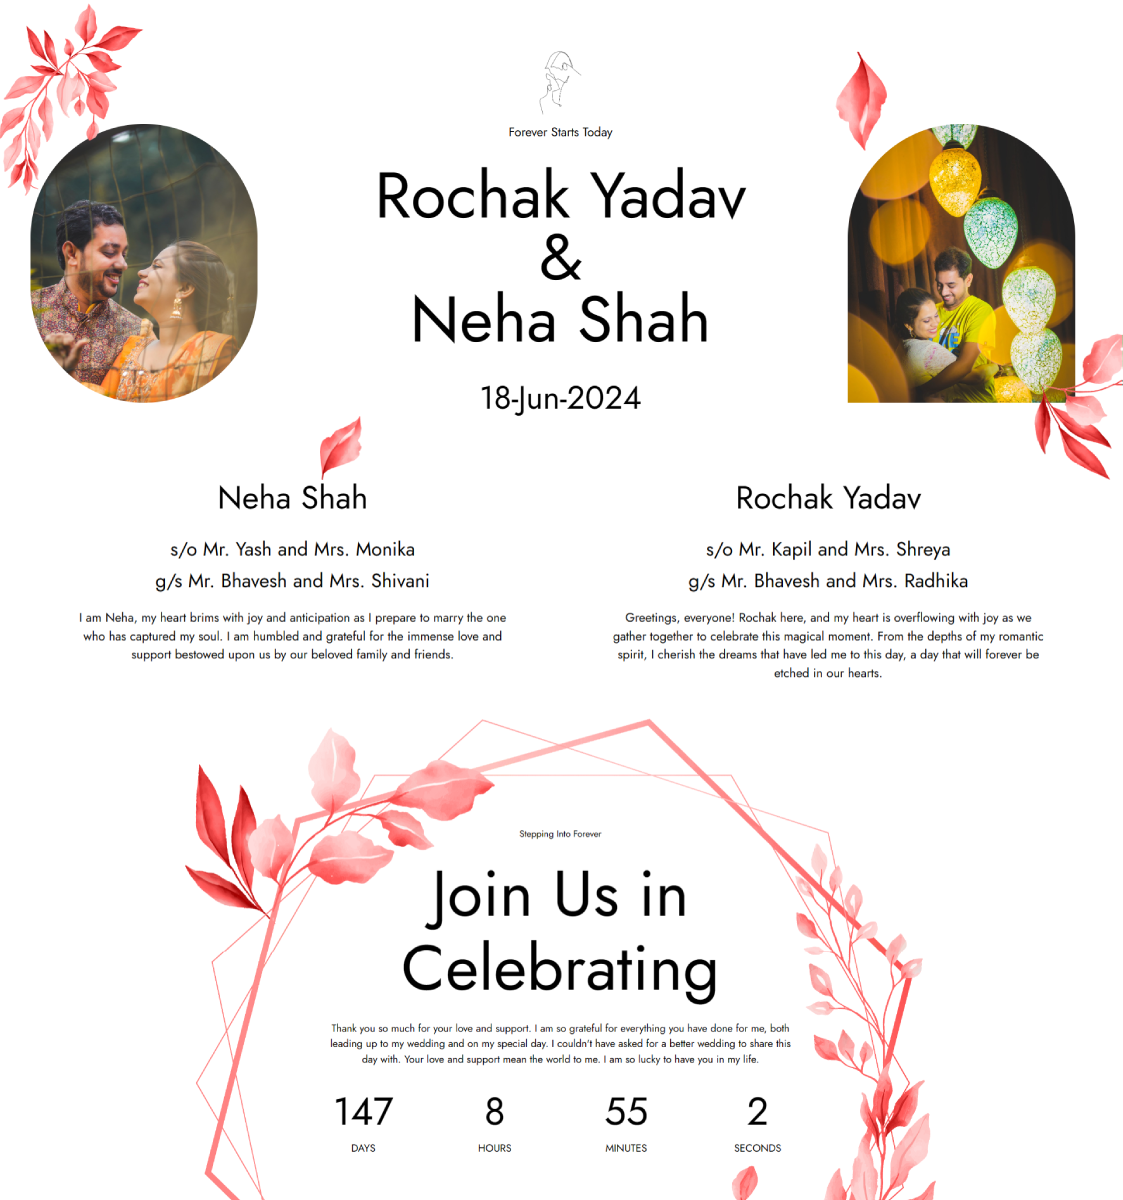 Forever Starts Today
Rochak Yadav
&
Neha Shah
18-Jun-2024
Neha Shah
s/o Mr. Yash and Mrs. Monika
g/s Mr. Bhavesh and Mrs. Shivani
I am Neha, my heart brims with joy and anticipation as I prepare to marry the one
who has captured my soul. I am humbled and grateful for the immense love and
support bestowed upon us by our beloved family and friends.
Rochak Yadav
s/o Mr. Kapil and Mrs. Shreya
g/s Mr. Bhavesh and Mrs. Radhika
Greetings, everyone! Rochak here, and my heart is overflowing with joy as we
gather together to celebrate this magical moment. From the depths of my romantic
spirit, I cherish the dreams that have led me to this day, a day that will forever be
etched in our hearts.
Stepping Into Forever
Join Us in
Celebrating
Thank you so much for your love and support. I am so grateful for everything you have done for me, both
leading up to my wedding and on my special day. I couldn't have asked for a better wedding to share this
day with. Your love and support mean the world to me. I am so lucky to have you in my life.
147 8 55 2
DAYS HOURS MINUTES SECONDS